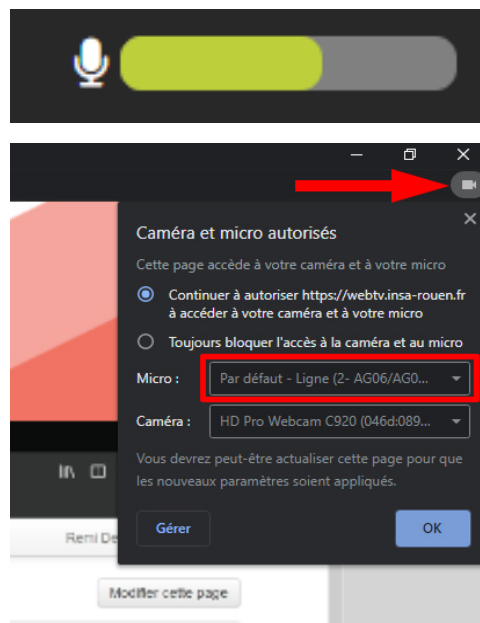 Caméra et micro autorisés
Cette page accède à votre caméra et à votre micro
Continuer à autoriser https://webtv.insa-rouen.fr
à accéder à votre caméra et à votre micro
Toujours bloquer l'accès à la caméra et au micro
Micro : Par défaut - Ligne (2- AG06/AG0...
Caméra : HD Pro Webcam C920 (046d:089...
Vous devrez peut-être actualiser cette page pour que
les nouveaux paramètres soient appliqués.
Gérer OK
Remi De
Modifier cette page